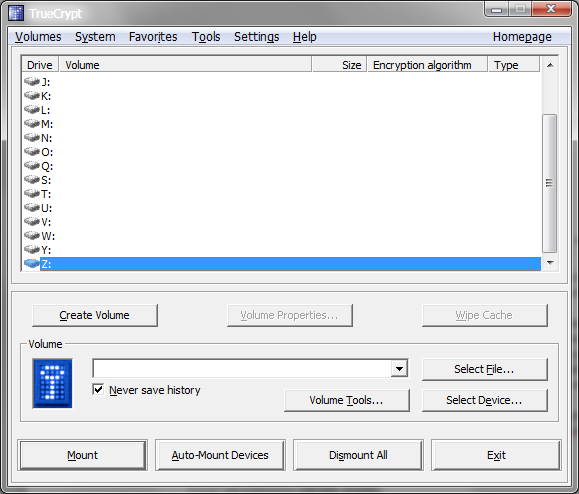 TrueCrypt
Volumes System Favorites Tools Settings Help Homepage
Drive Volume Size Encryption algorithm Type
J:
K:
L:
M:
N:
O:
Q:
S:
T:
U:
V:
W:
Y:
Z:
Create Volume Volume Properties... Wipe Cache
Volume
Select File...
Never save history
Volume Tools... Select Device...
Mount Auto-Mount Devices Dismount All Exit